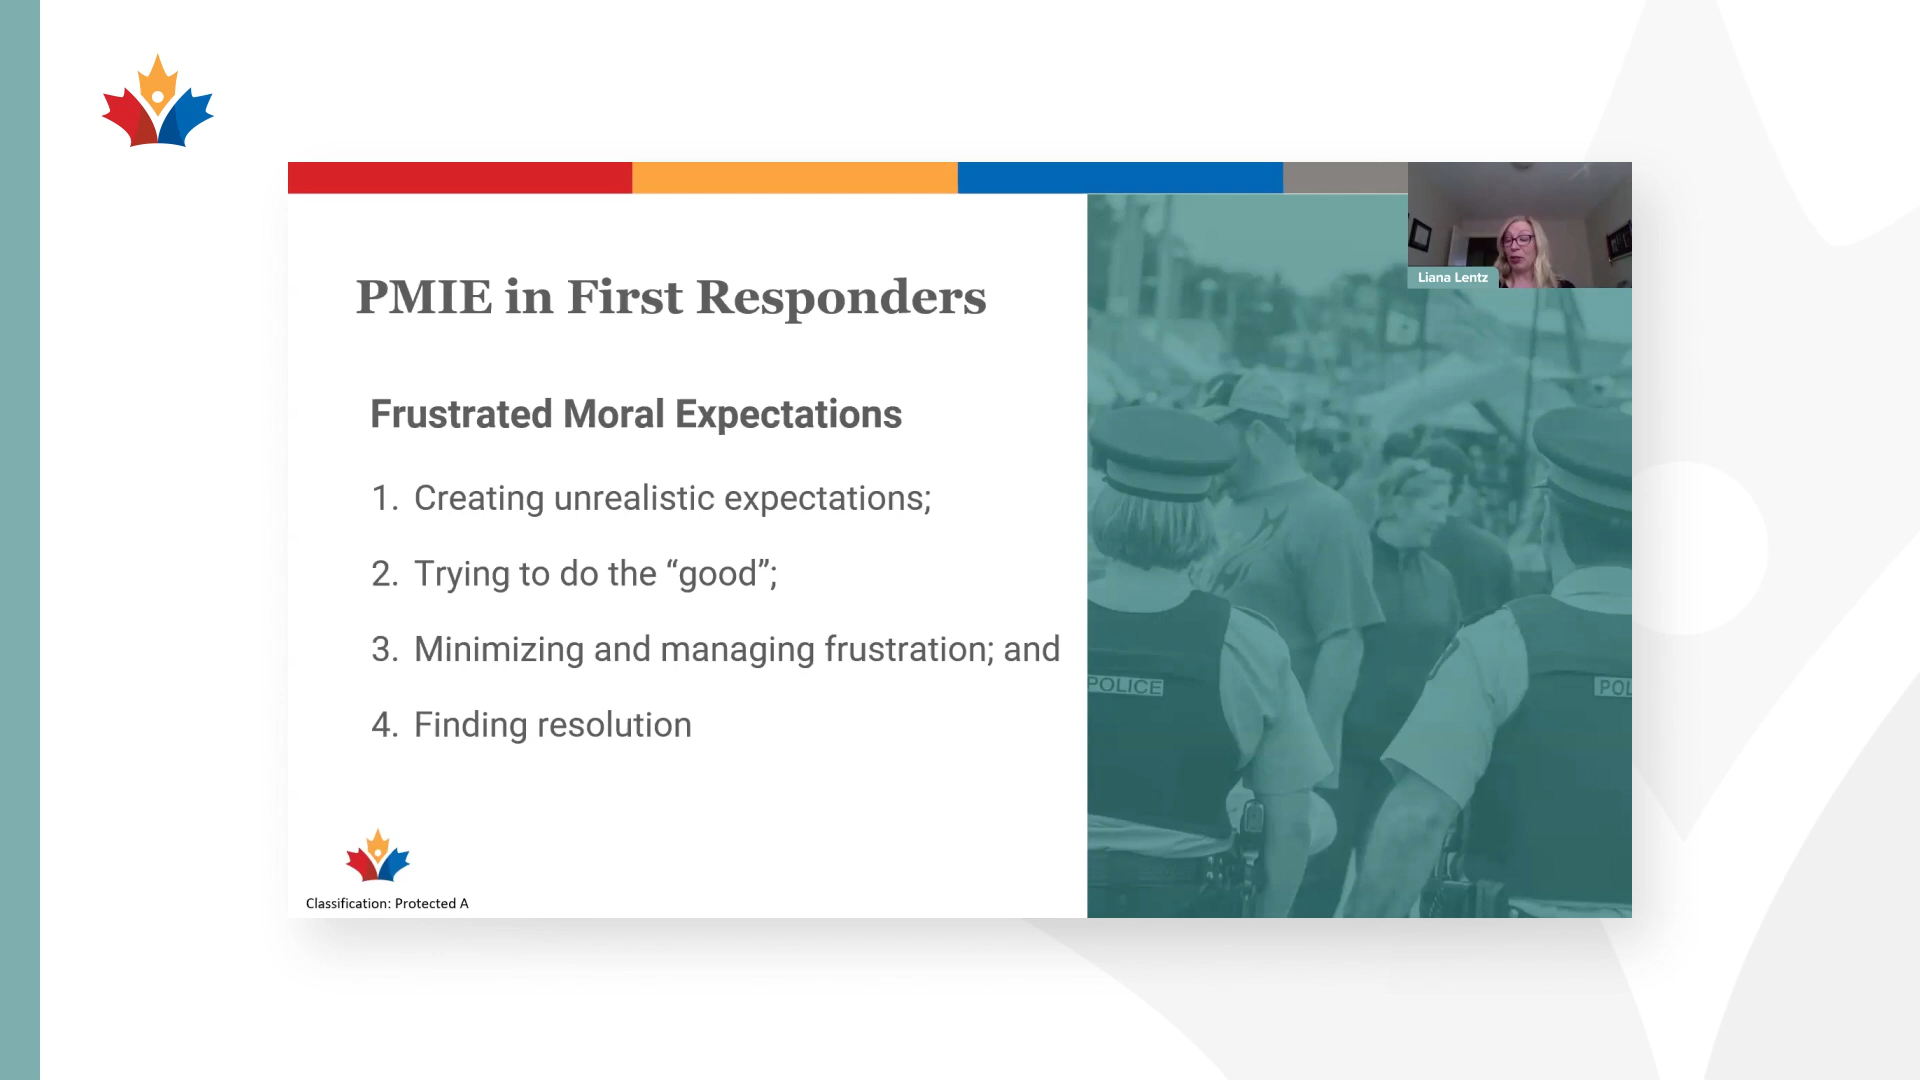 Liana Lentz
PMIE in First Responders
Frustrated Moral Expectations
1. Creating unrealistic expectations;
2. Trying to do the “good”;
3. Minimizing and managing frustration; and
4. Finding resolution
POLICE
POL
Classification: Protected A